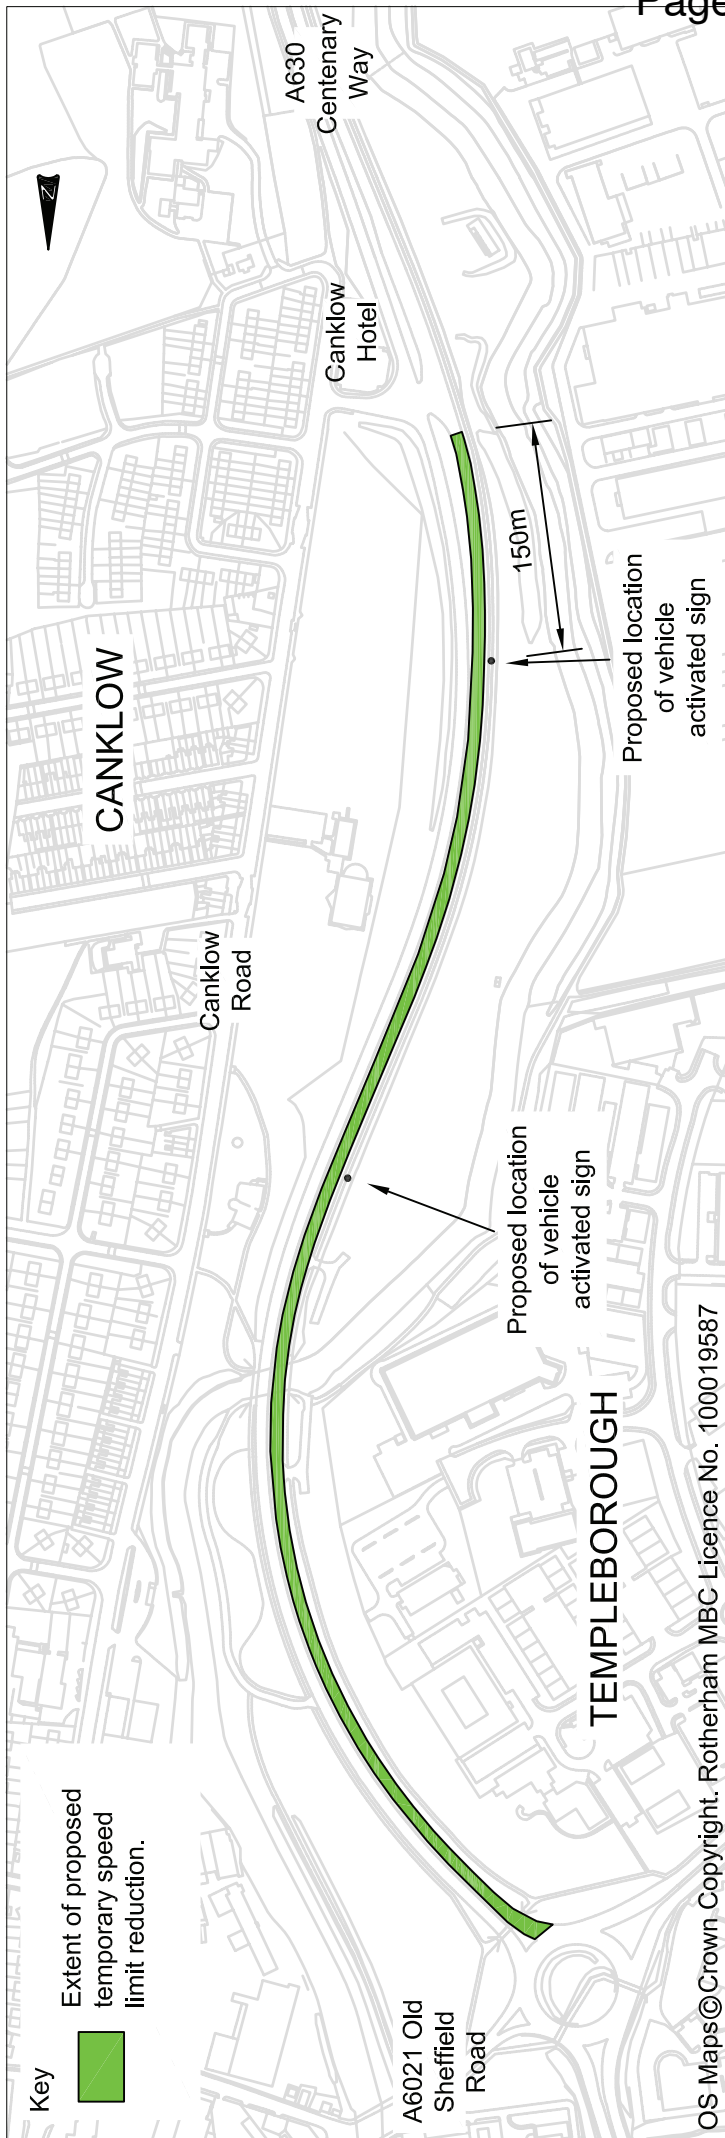 Page
A630
Centenary
Way
N
Canklow
Hotel
CANKLOW
150m
Proposed location
of vehicle
activated sign
Canklow
Road
Proposed location
of vehicle
activated sign
TEMPLEBOROUGH
Key
Extent of proposed
temporary speed
limit reduction.
A6021 Old
Sheffield
Road
OS Maps©Crown Copyright. Rotherham MBC Licence No. 100019587